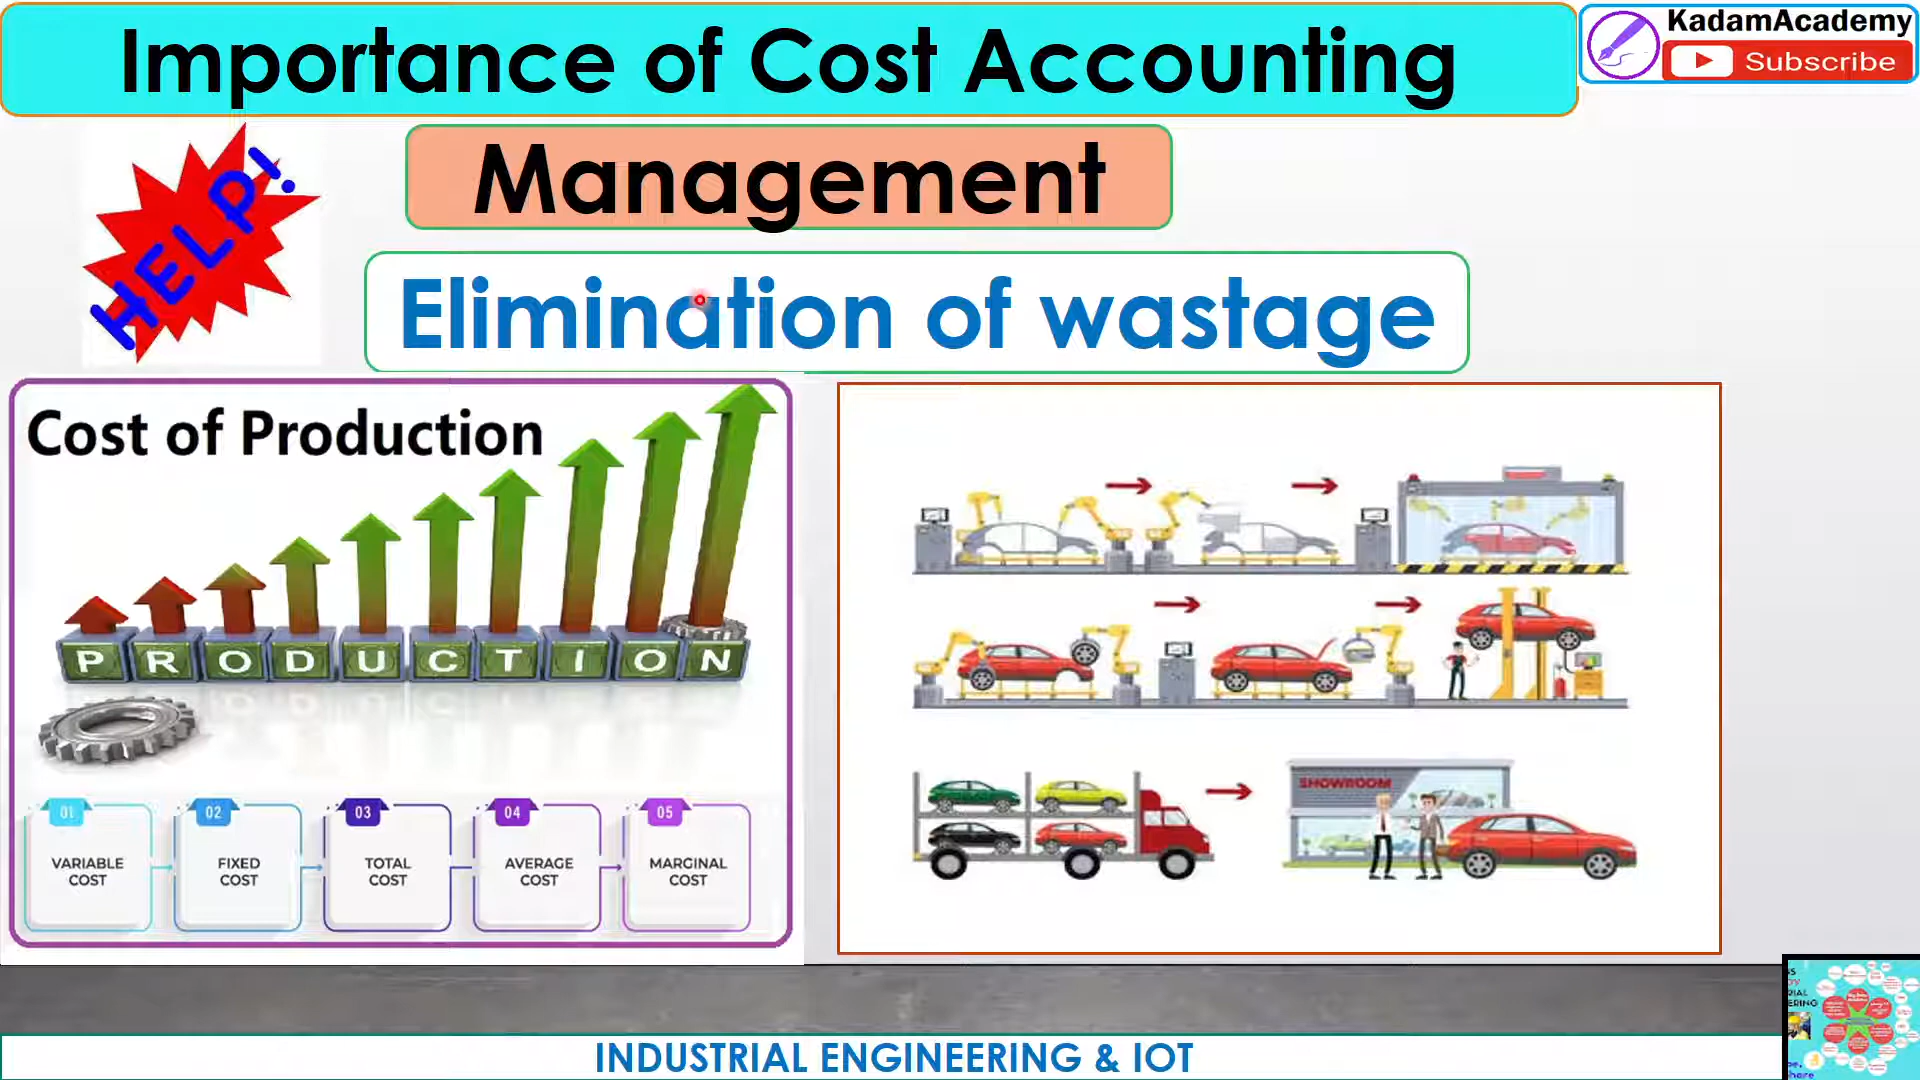 Importance of Cost Accounting
KadamAcademy
Subscribe
Management
HELP!
Elimination of wastage
Cost of Production
PRODUCTION
01
02
03
04
05
VARIABLE COST
FIXED COST
TOTAL COST
AVERAGE COST
MARGINAL COST
SHOWROOM
INDUSTRIAL ENGINEERING & IOT